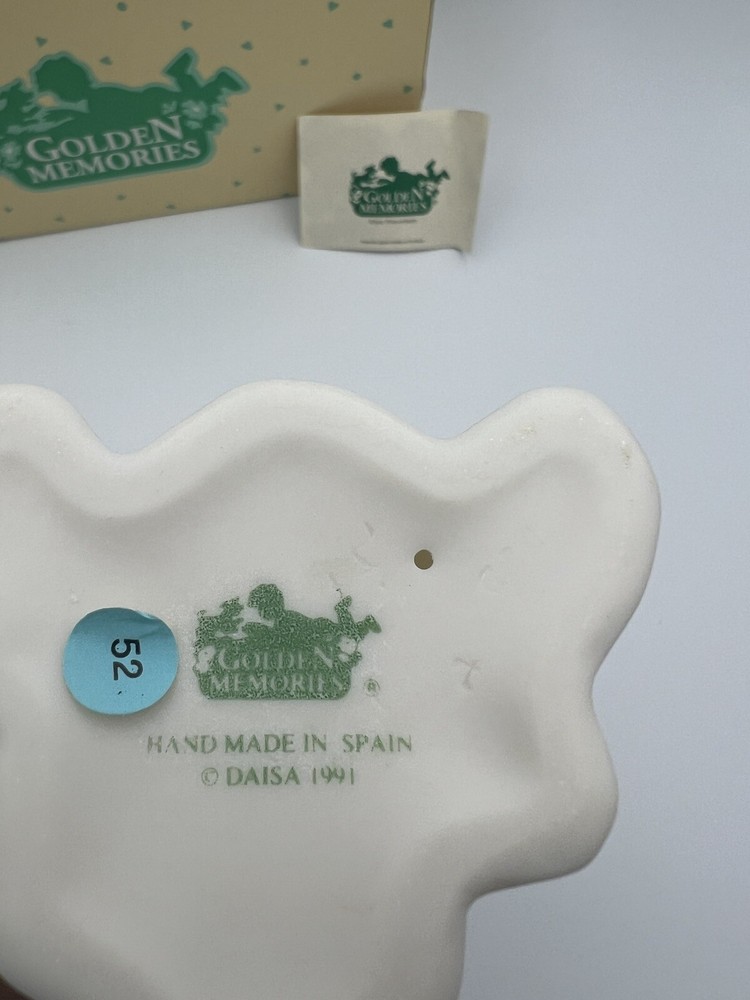 GOLDEN
MEMORIES
GOLDEN
MEMORIES
52
GOLDEN
MEMORIES ®
HAND MADE IN SPAIN
© DAISA 1991